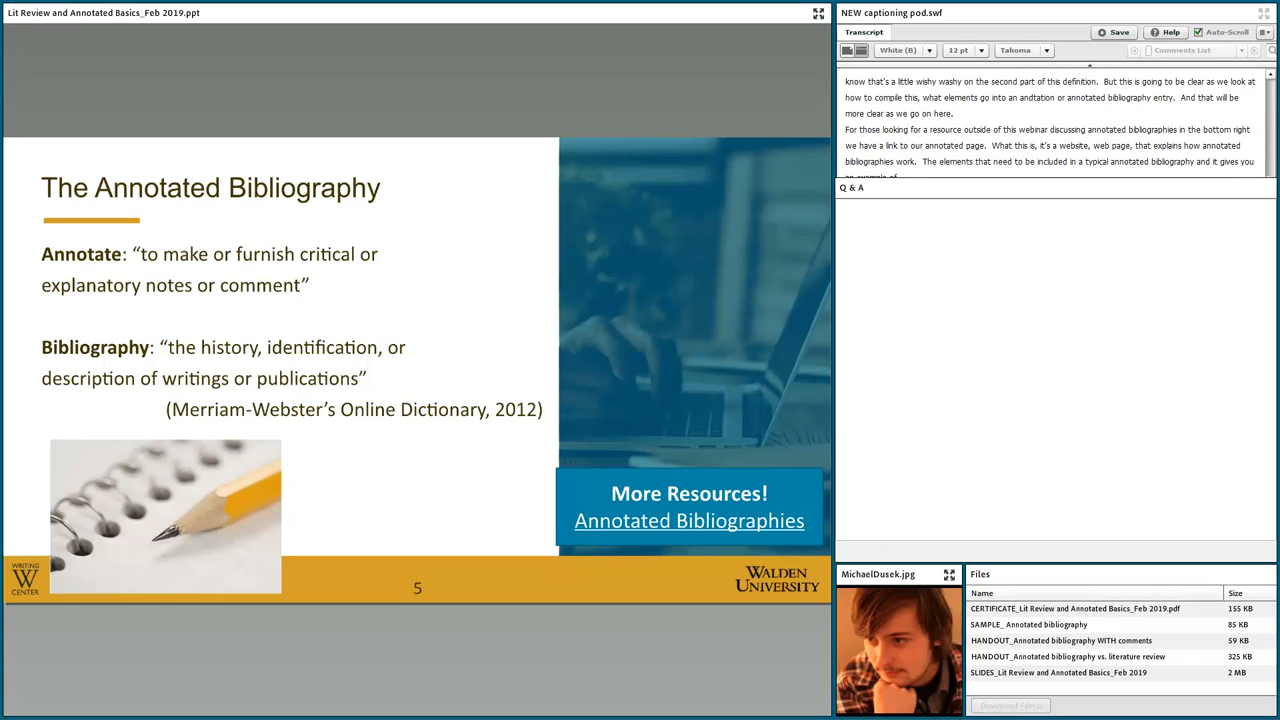 Lit Review and Annotated Basics_Feb 2019.ppt
The Annotated Bibliography
Annotate: “to make or furnish critical or
explanatory notes or comment”
Bibliography: “the history, identification, or
description of writings or publications”
(Merriam-Webster’s Online Dictionary, 2012)
More Resources!
Annotated Bibliographies
WRITING
W
CENTER
5
WALDEN
UNIVERSITY
NEW captioning pod.swf
Transcript
Save
Help
Auto-Scroll
White (B)
12 pt
Tahoma
Comments List
know that's a little wishy washy on the second part of this definition. But this is going to be clear as we look at
how to compile this, what elements go into an andtation or annotated bibliography entry. And that will be
more clear as we go on here.
For those looking for a resource outside of this webinar discussing annotated bibliographies in the bottom right
we have a link to our annotated page. What this is, it's a website, web page, that explains how annotated
bibliographies work. The elements that need to be included in a typical annotated bibliography and it gives you
an example of
Q & A
MichaelDusek.jpg
Files
Name Size
CERTIFICATE_Lit Review and Annotated Basics_Feb 2019.pdf 155 KB
SAMPLE_ Annotated bibliography 85 KB
HANDOUT_Annotated bibliography WITH comments 59 KB
HANDOUT_Annotated bibliography vs. literature review 325 KB
SLIDES_Lit Review and Annotated Basics_Feb 2019 2 MB
Download File(s)